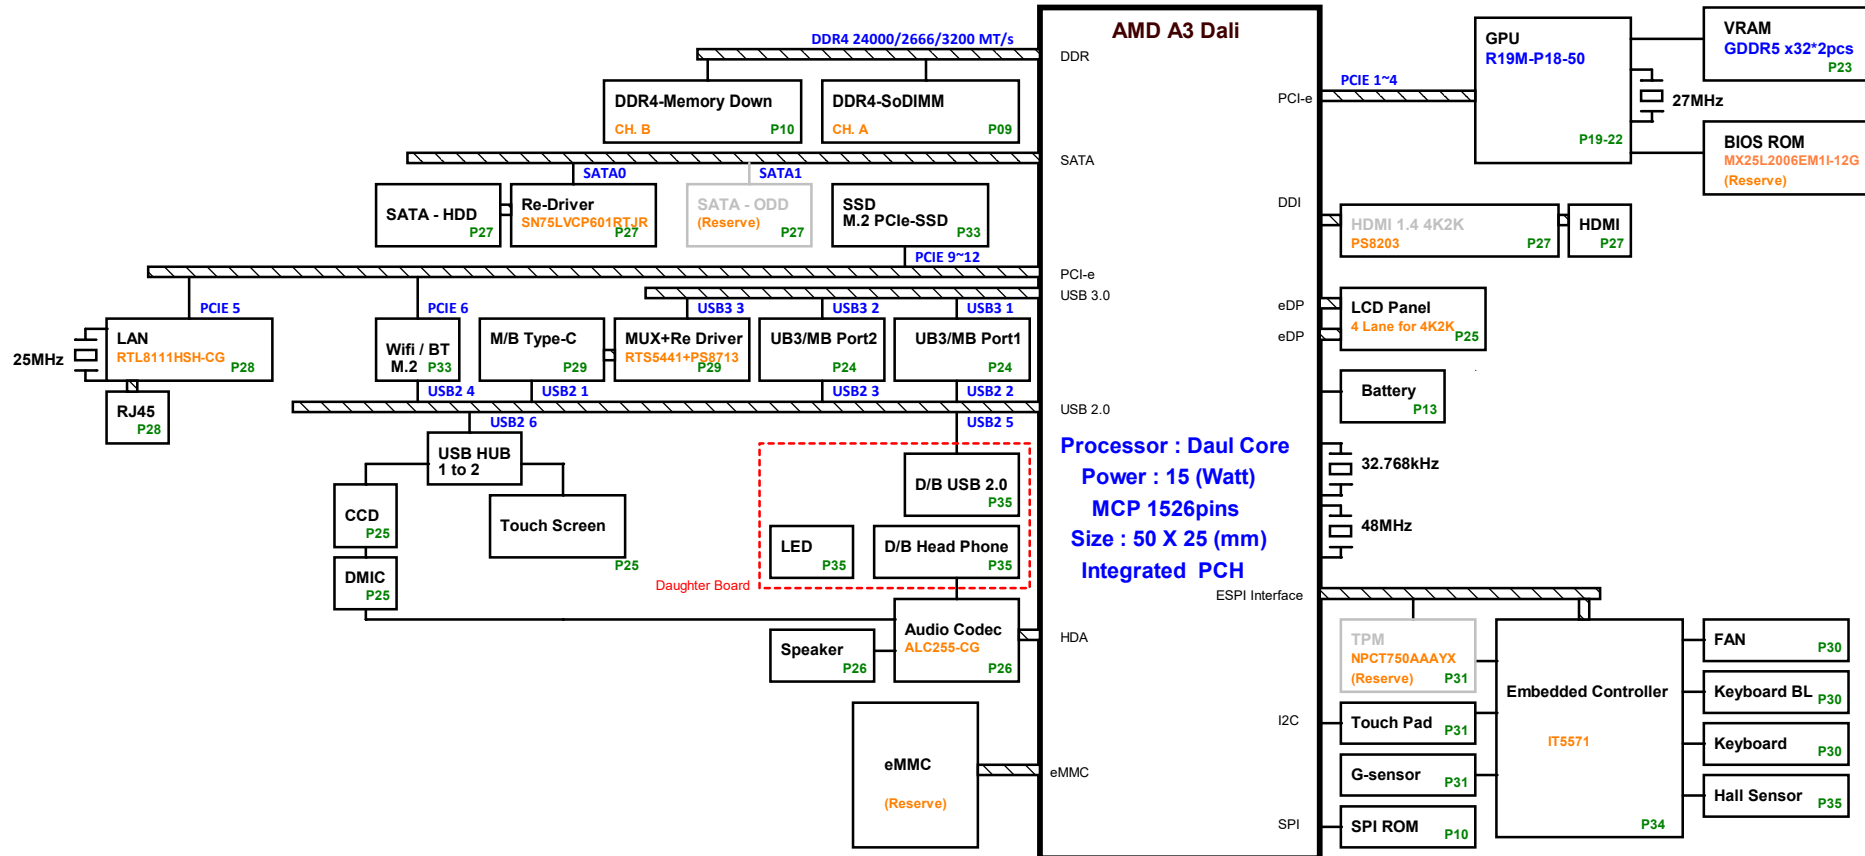 AMD A3 Dali
DDR4 24000/2666/3200 MT/s
DDR
DDR4-Memory Down
CH. B
P10
DDR4-SoDIMM
CH. A
P09
SATA
SATA0
SATA1
SATA - HDD
P27
Re-Driver
SN75LVCP601RTJR
P27
SATA - ODD
(Reserve)
P27
SSD
M.2 PCIe-SSD
P33
PCIE 9~12
PCI-e
USB 3.0
PCIE 5
PCIE 6
USB3 3
USB3 2
USB3 1
25MHz
LAN
RTL8111HSH-CG
P28
Wifi / BT
M.2
P33
M/B Type-C
P29
MUX+Re Driver
RTS5441+PS8713
P29
UB3/MB Port2
P24
UB3/MB Port1
P24
RJ45
P28
USB2 4
USB2 1
USB2 3
USB2 2
USB 2.0
USB2 6
USB2 5
USB HUB
1 to 2
CCD
P25
Touch Screen
P25
DMIC
P25
D/B USB 2.0
P35
LED
P35
D/B Head Phone
P35
Daughter Board
Speaker
P26
Audio Codec
ALC255-CG
P26
HDA
eMMC
(Reserve)
eMMC
Processor : Daul Core
Power : 15 (Watt)
MCP 1526pins
Size : 50 X 25 (mm)
Integrated PCH
PCI-e
PCIE 1~4
GPU
R19M-P18-50
P19-22
VRAM
GDDR5 x32*2pcs
P23
27MHz
BIOS ROM
MX25L2006EM1I-12G
(Reserve)
DDI
HDMI 1.4 4K2K
PS8203
P27
HDMI
P27
eDP
eDP
LCD Panel
4 Lane for 4K2K
P25
Battery
P13
32.768kHz
48MHz
ESPI Interface
TPM
NPCT750AAAYX
(Reserve)
P31
I2C
Touch Pad
P31
G-sensor
P31
SPI
SPI ROM
P10
Embedded Controller
IT5571
P34
FAN
P30
Keyboard BL
P30
Keyboard
P30
Hall Sensor
P35